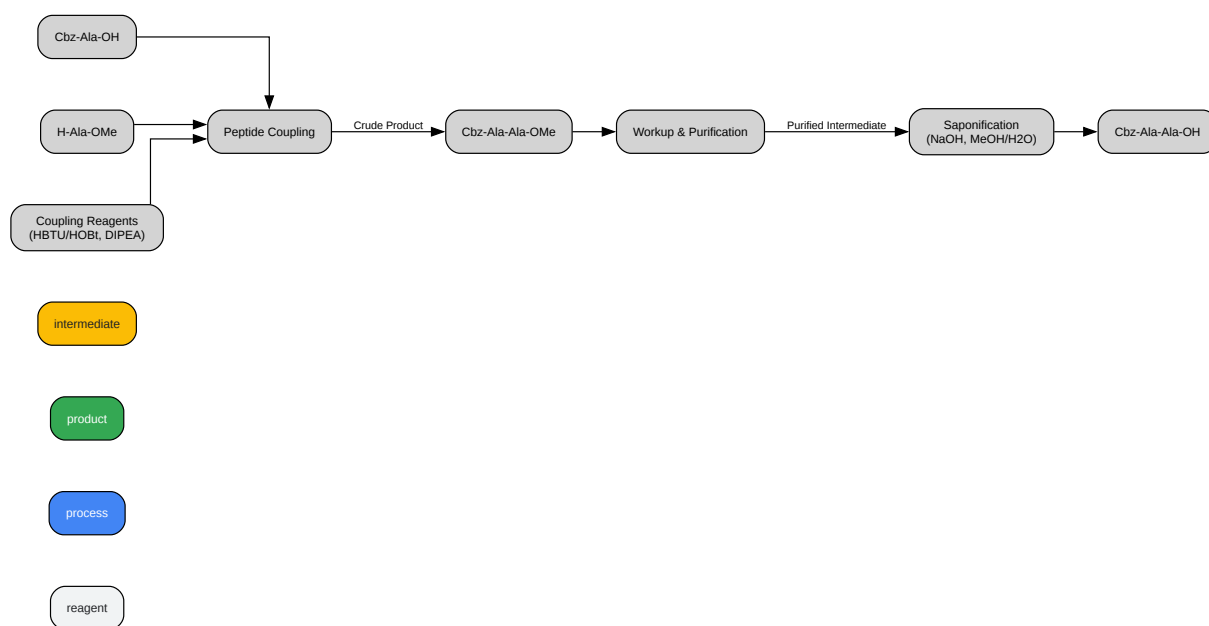 Cbz-Ala-OH
H-Ala-OMe
Peptide Coupling
Crude Product
Cbz-Ala-Ala-OMe
Workup & Purification
Purified Intermediate
Saponification
(NaOH, MeOH/H2O)
Cbz-Ala-Ala-OH
Coupling Reagents
(HBTU/HOBt, DIPEA)
intermediate
product
process
reagent